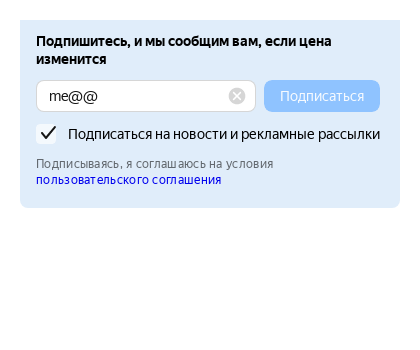 Подпишитесь, и мы сообщим вам, если цена
изменится
me@@
Подписаться
Подписаться на новости и рекламные рассылки
Подписываясь, я соглашаюсь на условия
пользовательского соглашения